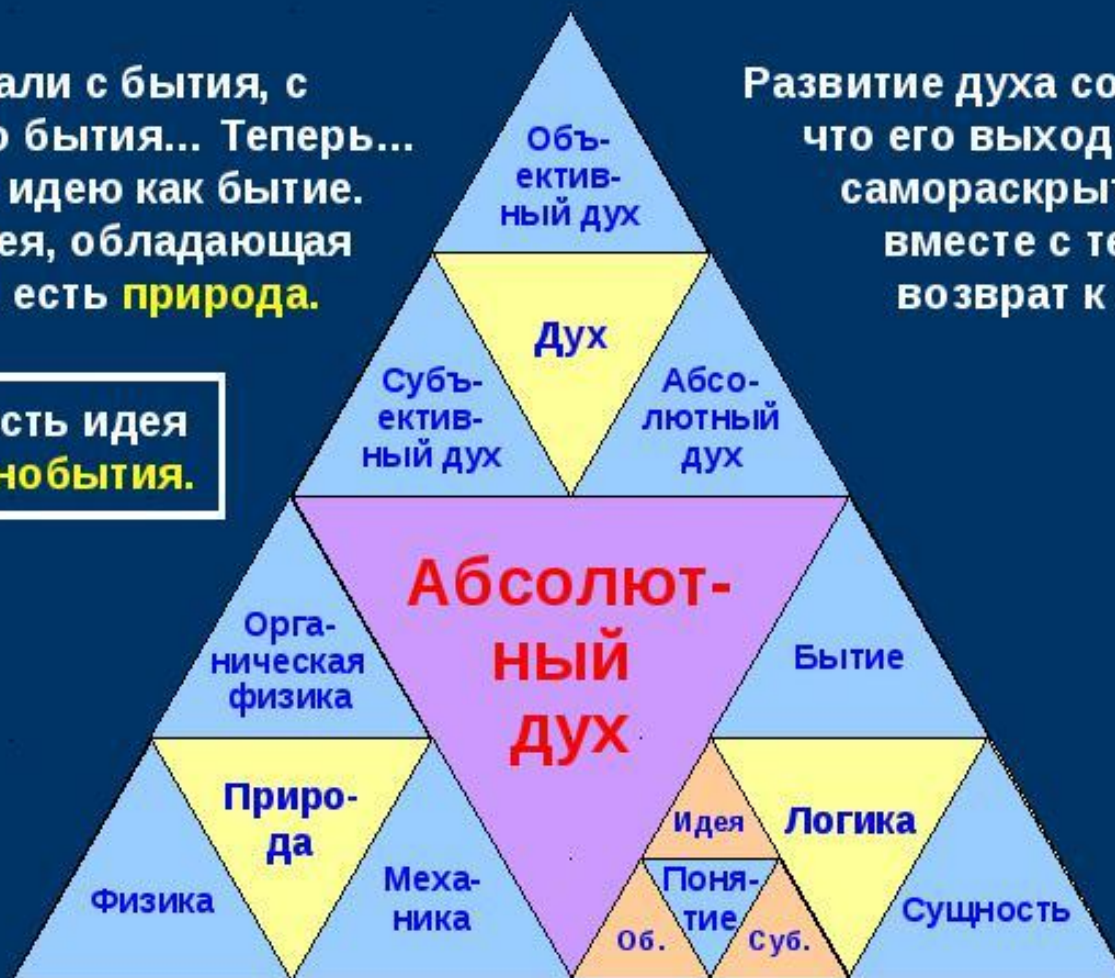 али с бытия, с
о бытия... Теперь...
идею как бытие.
ея, обладающая
есть природа.
сть идея
нобытия.
Развитие духа со
что его выход
самораскрыт
вместе с те
возврат к
Объ-
ектив-
ный дух
Дух
Субъ-
ектив-
ный дух
Абсо-
лютный
дух
Абсолют-
ный
дух
Орга-
ническая
физика
Приро-
да
Физика
Меха-
ника
Бытие
Идея
Логика
Поня-
тие
Об.
Суб.
Сущность